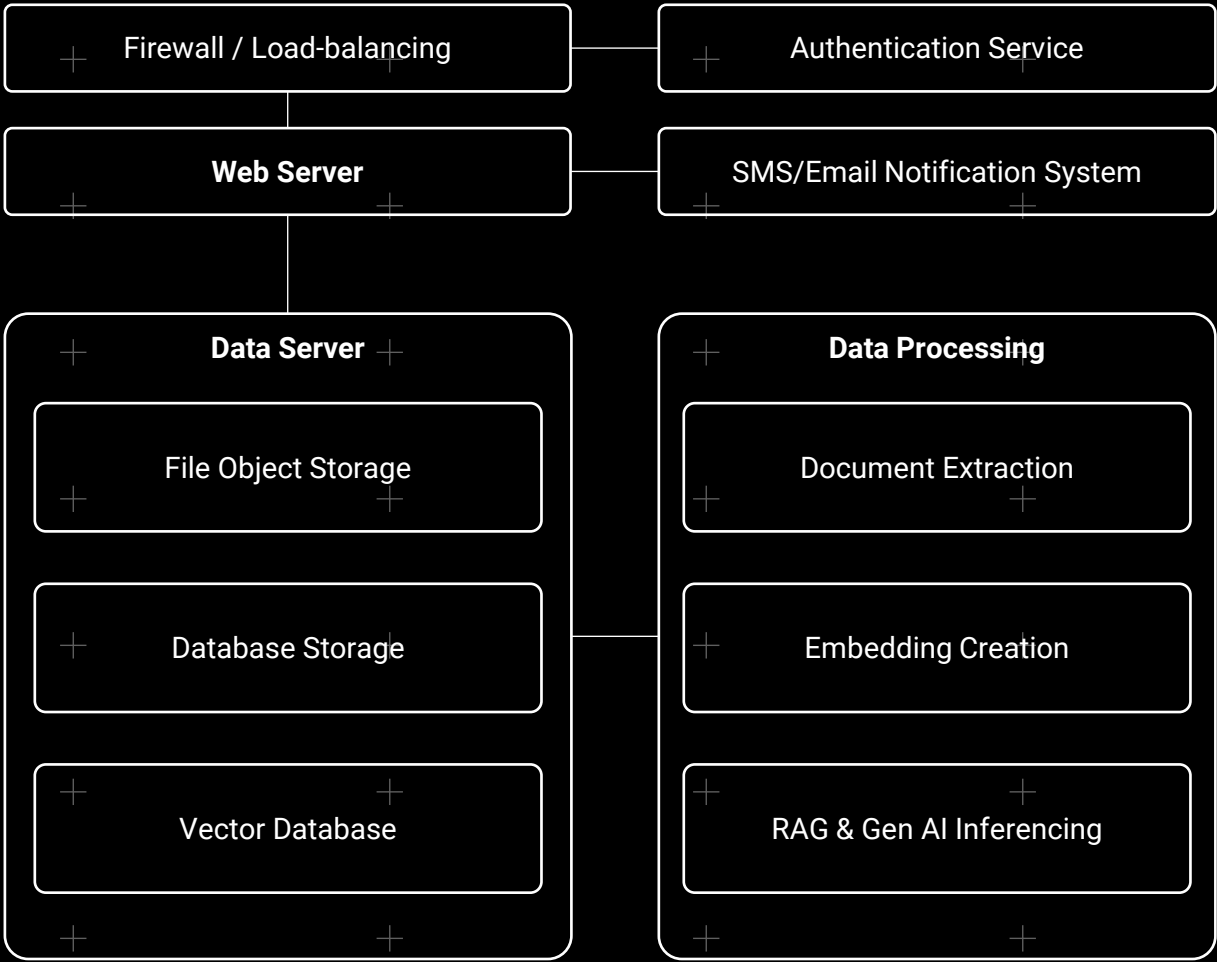 Firewall / Load-balancing
Authentication Service
Web Server
SMS/Email Notification System
Data Server
File Object Storage
Database Storage
Vector Database
Data Processing
Document Extraction
Embedding Creation
RAG & Gen AI Inferencing